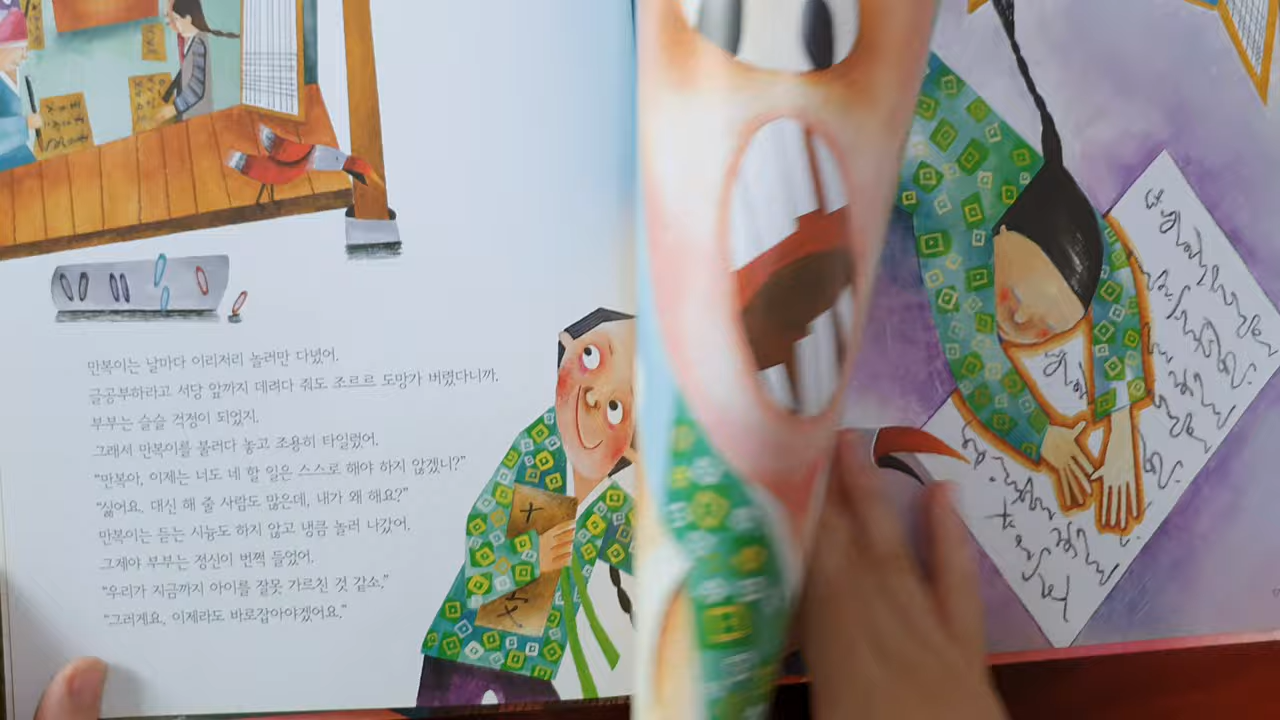 만복이는 날마다 이리저리 놀러만 다녔어.
글공부하라고 서당 앞까지 데려다 줘도 조르르 도망가 버렸다니까.
부부는 슬슬 걱정이 되었지.
그래서 만복이를 불러다 놓고 조용히 타일렀어.
"만복아, 이제는 너도 네 할 일은 스스로 해야 하지 않겠니?"
"싫어요. 대신 해 줄 사람도 많은데, 내가 왜 해요?"
만복이는 듣는 시늉도 하지 않고 냉큼 놀러 나갔어.
그제야 부부는 정신이 번쩍 들었어.
"우리가 지금까지 아이를 잘못 가르친 것 같소."
"그러게요, 이제라도 바로잡아야겠어요."